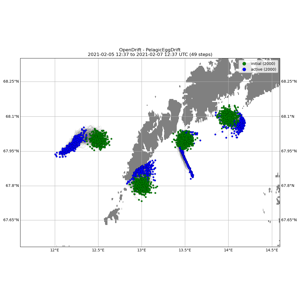 OpenDrift - PelagicEggDrift
2021-02-05 12:37 to 2021-02-07 12:37 UTC (49 steps)
initial (2000)
active (2000)
68.25°N
68.25°N
68.1°N
68.1°N
67.95°N
67.95°N
67.8°N
67.8°N
67.65°N
67.65°N
12°E
12.5°E
13°E
13.5°E
14°E
14.5°E